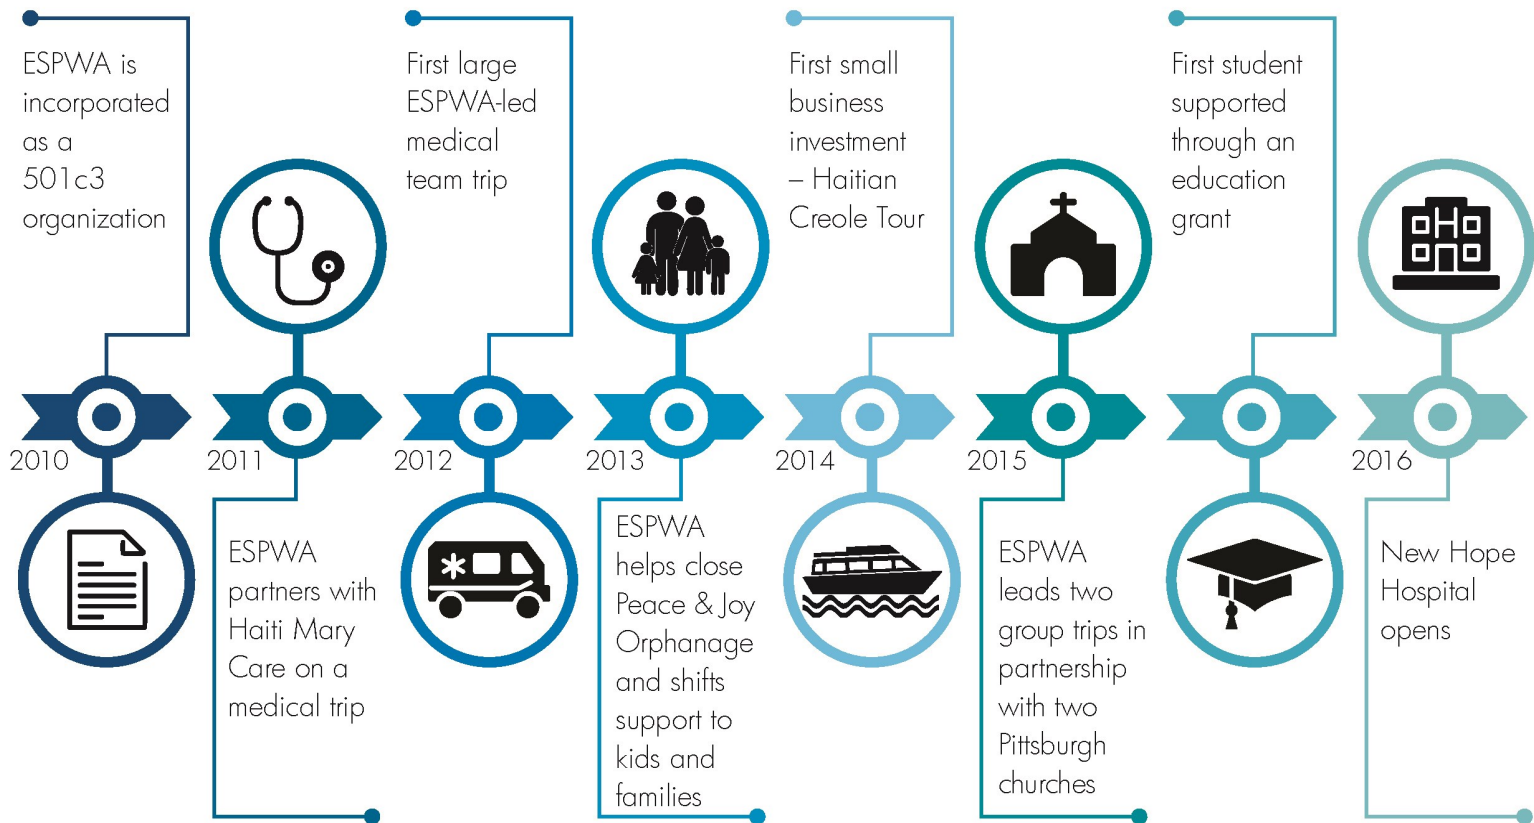 ESPWA is
incorporated
as a
501c3
organization
2010
2011
ESPWA
partners with
Haiti Mary
Care on a
medical trip
First large
ESPWA-led
medical
team trip
2012
2013
ESPWA
helps close
Peace & Joy
Orphanage
and shifts
support to
kids and
families
First small
business
investment
– Haitian
Creole Tour
2014
2015
ESPWA
leads two
group trips in
partnership
with two
Pittsburgh
churches
First student
supported
through an
education
grant
H
2016
New Hope
Hospital
opens